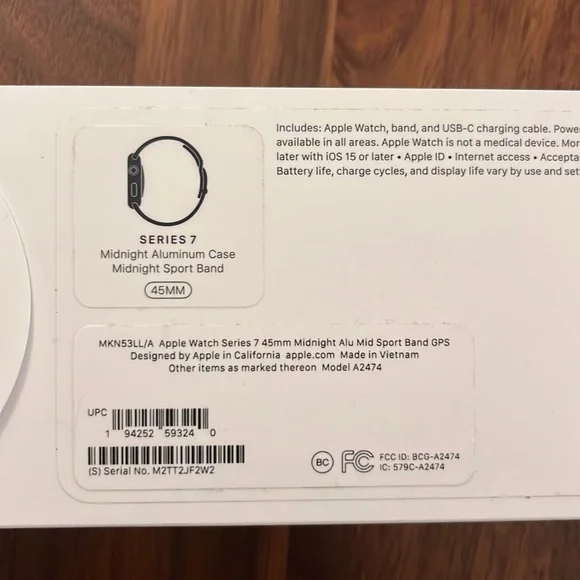 Includes: Apple Watch, band, and USB-C charging cable.
available in all areas. Apple Watch is not a medical device.
later with iOS 15 or later • Apple ID • Internet access •
Battery life, charge cycles, and display life vary by use and
SERIES 7
Midnight Aluminum Case
Midnight Sport Band
45MM
MKN53LL/A Apple Watch Series 7 45mm Midnight Alu Mid Sport Band GPS
Designed by Apple in California apple.com Made in Vietnam
Other items as marked thereon Model A2474
UPC
1 94252 59324 0
(S) Serial No. M2TT2JF2W2
BC FC FCC ID: BCG-A2474
IC: 579C-A2474